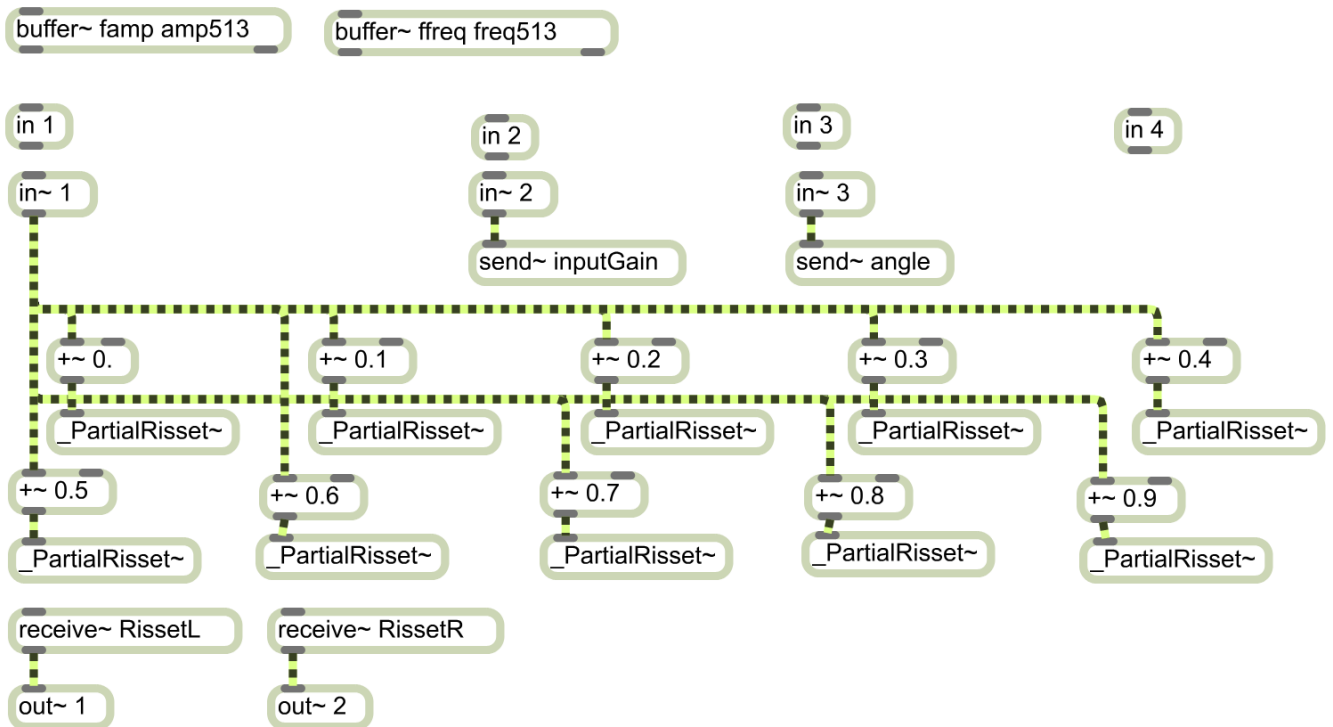 buffer~ famp amp513
buffer~ ffreq freq513
in 1
in 2
in 3
in 4
in~ 1
in~ 2
in~ 3
send~ inputGain
send~ angle
+~ 0.
+~ 0.1
+~ 0.2
+~ 0.3
+~ 0.4
_PartialRisset~
_PartialRisset~
_PartialRisset~
_PartialRisset~
_PartialRisset~
+~ 0.5
+~ 0.6
+~ 0.7
+~ 0.8
+~ 0.9
_PartialRisset~
_PartialRisset~
_PartialRisset~
_PartialRisset~
_PartialRisset~
receive~ RissetL
receive~ RissetR
out~ 1
out~ 2